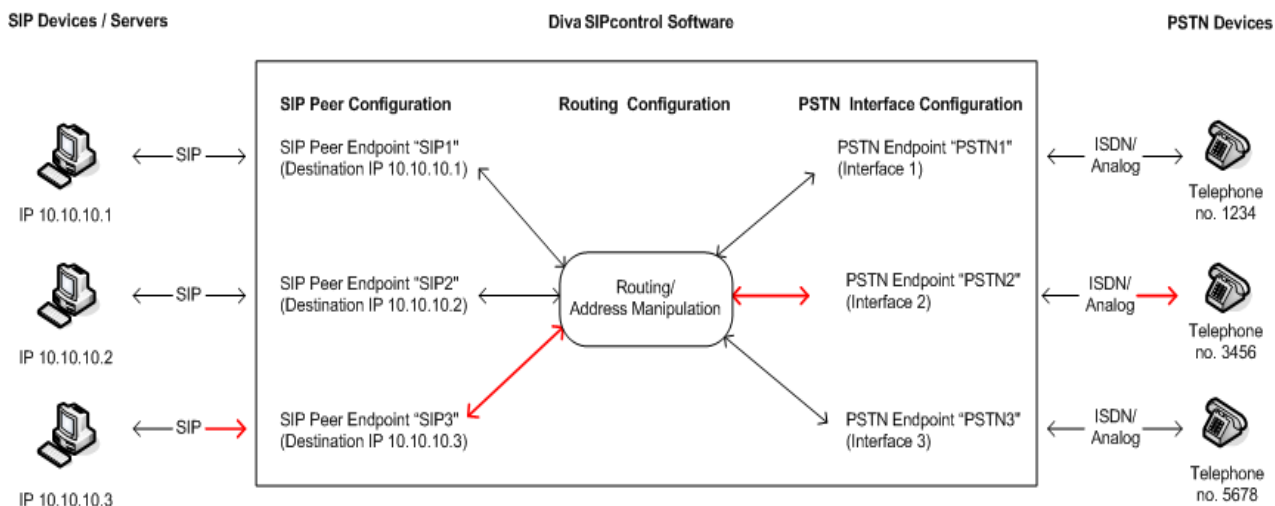 SIP Devices / Servers
Diva SIPcontrol Software
PSTN Devices
SIP Peer Configuration
Routing Configuration
PSTN Interface Configuration
SIP Peer Endpoint "SIP1"
(Destination IP 10.10.10.1)
PSTN Endpoint "PSTN1"
(Interface 1)
SIP
ISDN/
Analog
IP 10.10.10.1
Telephone
no. 1234
SIP Peer Endpoint "SIP2"
(Destination IP 10.10.10.2)
Routing/
Address Manipulation
PSTN Endpoint "PSTN2"
(Interface 2)
SIP
ISDN/
Analog
IP 10.10.10.2
Telephone
no. 3456
SIP Peer Endpoint "SIP3"
(Destination IP 10.10.10.3)
PSTN Endpoint "PSTN3"
(Interface 3)
SIP
ISDN/
Analog
IP 10.10.10.3
Telephone
no. 5678